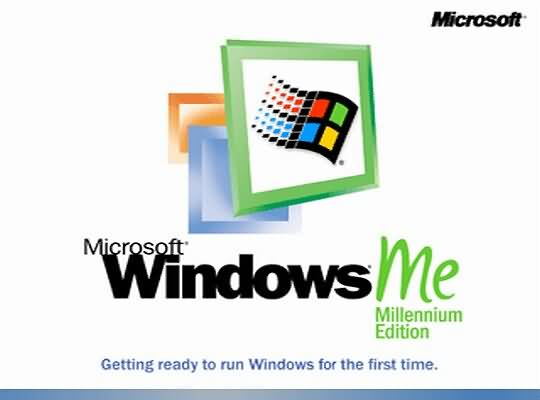 Microsoft
Microsoft®
Windows® Me
Millennium
Edition
Getting ready to run Windows for the first time.